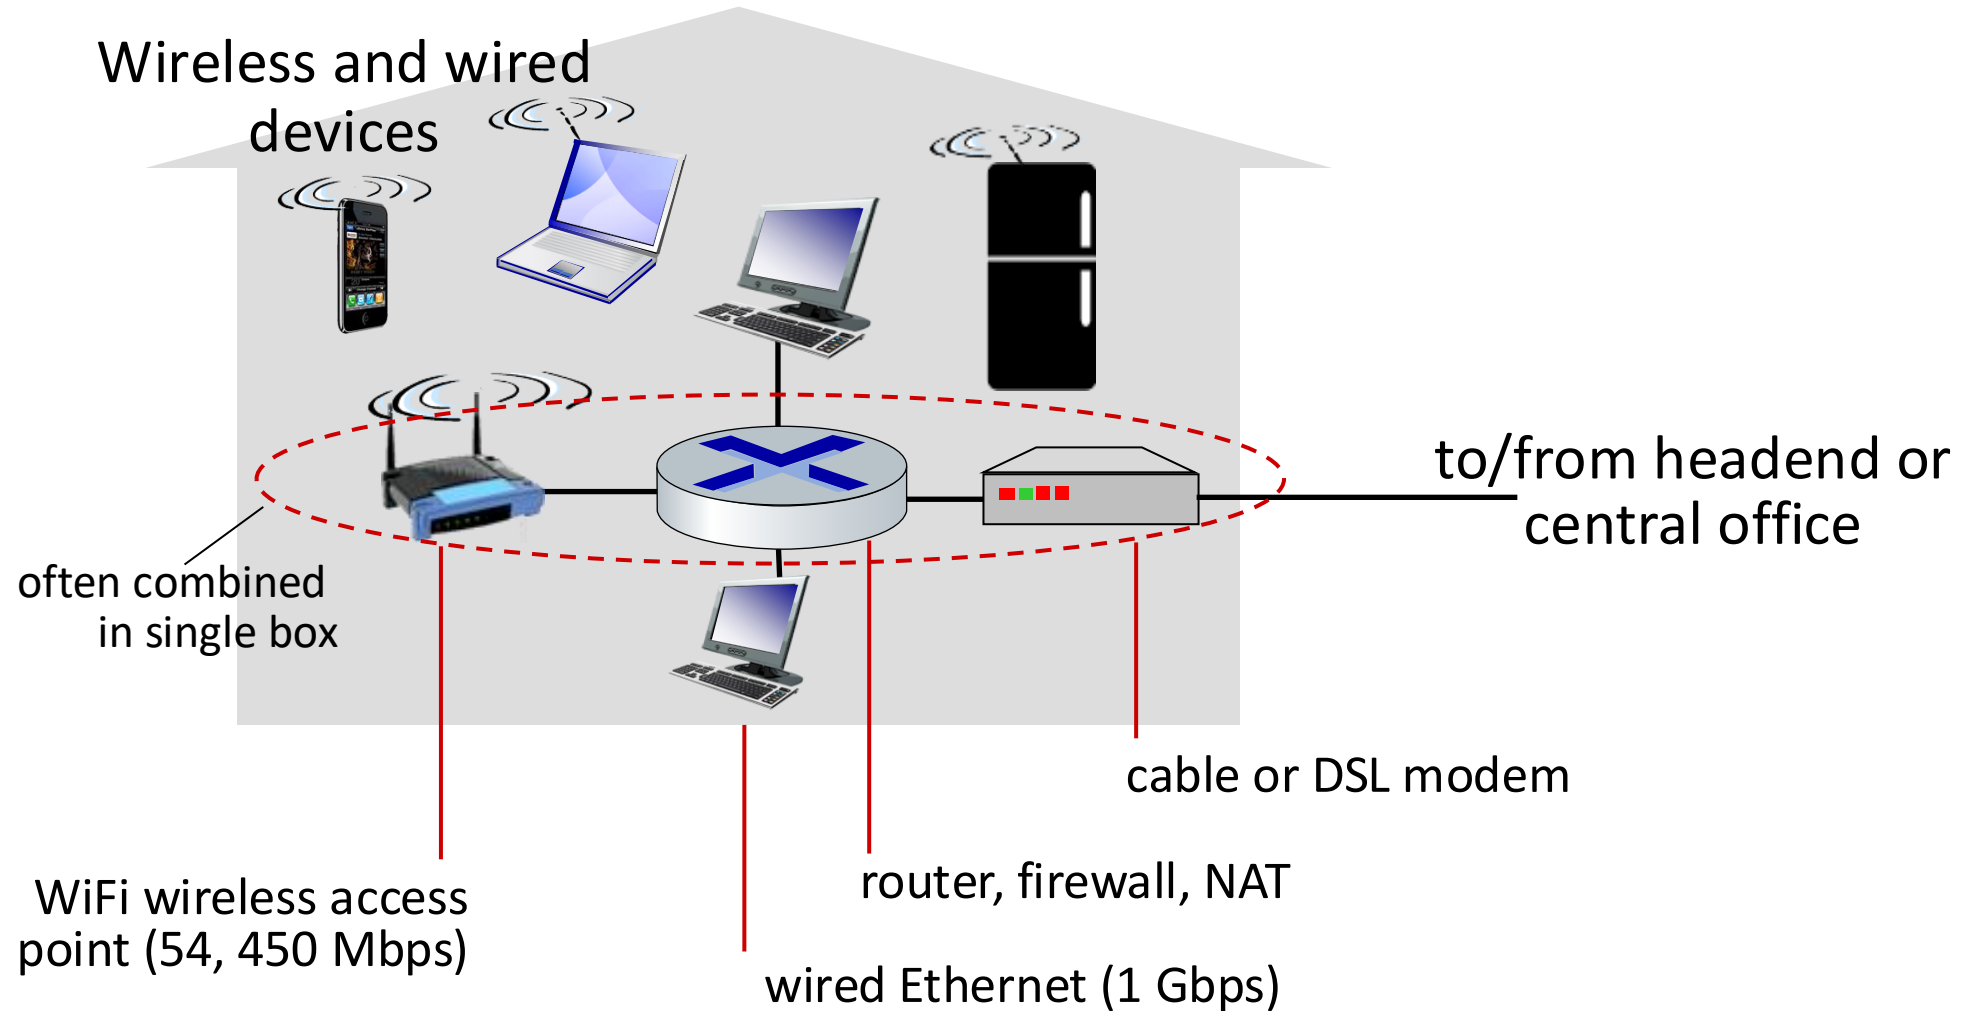 Wireless and wired
devices
to/from headend or
central office
often combined
in single box
cable or DSL modem
router, firewall, NAT
WiFi wireless access
point (54, 450 Mbps)
wired Ethernet (1 Gbps)